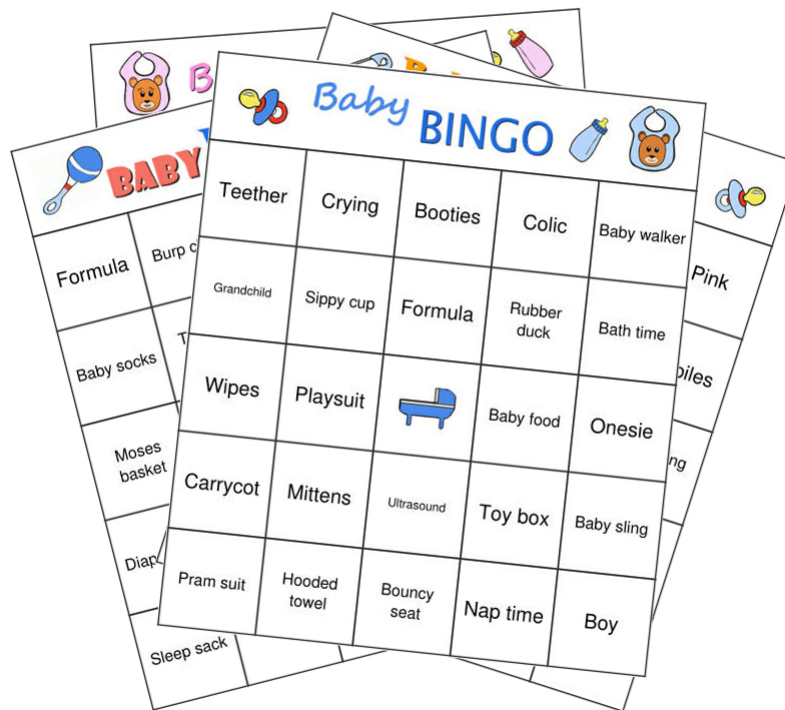 Baby BINGO
Teether
Crying
Booties
Colic
Baby walker
Grandchild
Sippy cup
Formula
Rubber
duck
Bath time
Wipes
Playsuit
Baby food
Onesie
Carrycot
Mittens
Ultrasound
Toy box
Baby sling
Pram suit
Hooded
towel
Bouncy
seat
Nap time
Boy
BABY
Formula
Burp
Baby socks
Moses
basket
Sleep sack
Pink